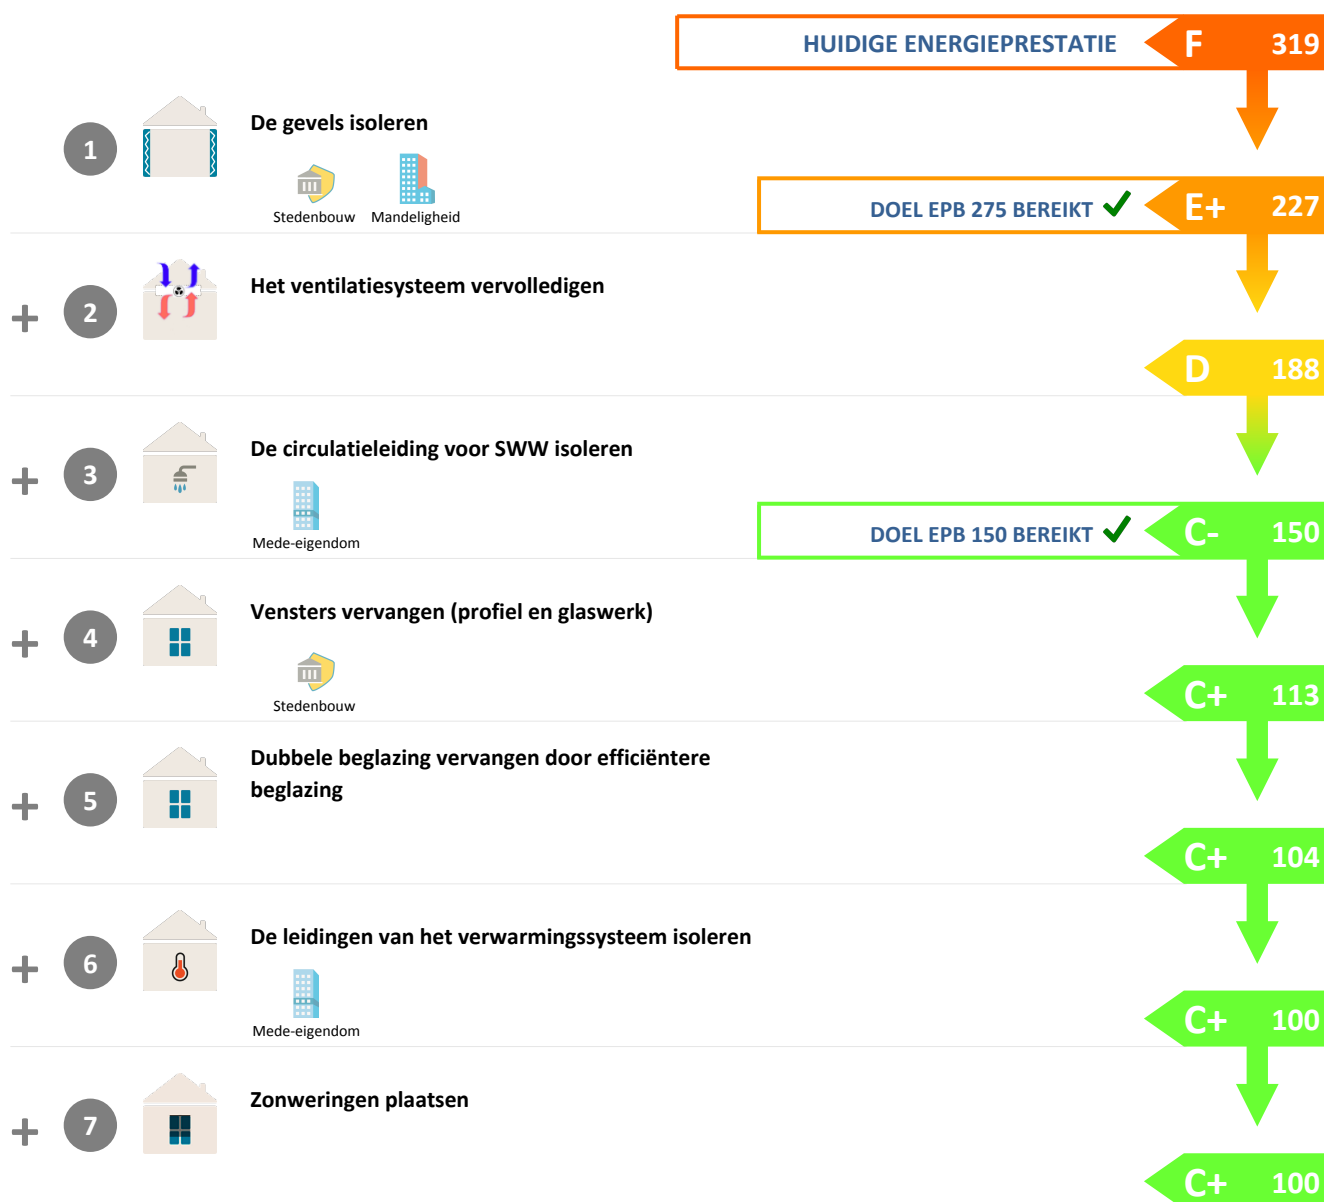 HUIDIGE ENERGIEPRESTATIE F 319
1 De gevels isoleren
Stedenbouw Mandeligheid
DOEL EPB 275 BEREIKT ✔ E+ 227
+ 2 Het ventilatiesysteem vervolledigen
D 188
+ 3 De circulatieleiding voor SWW isoleren
Mede-eigendom
DOEL EPB 150 BEREIKT ✔ C- 150
+ 4 Vensters vervangen (profiel en glaswerk)
Stedenbouw
C+ 113
+ 5 Dubbele beglazing vervangen door efficiëntere
beglazing
C+ 104
+ 6 De leidingen van het verwarmingssysteem isoleren
Mede-eigendom
C+ 100
+ 7 Zonweringen plaatsen
C+ 100